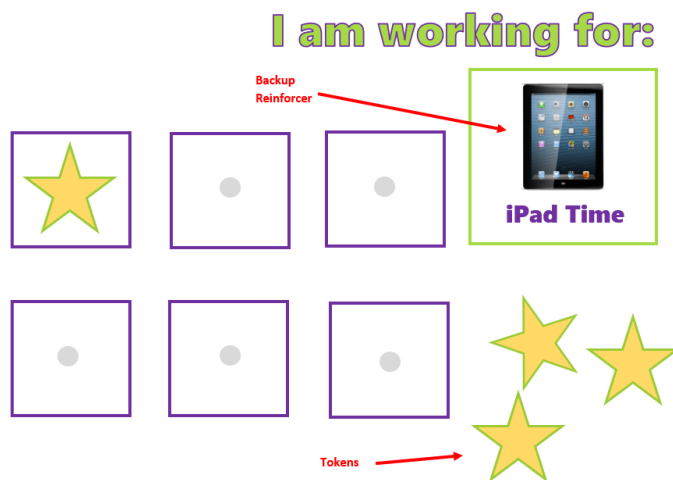 I am working for:
Backup
Reinforcer
iPad Time
Tokens